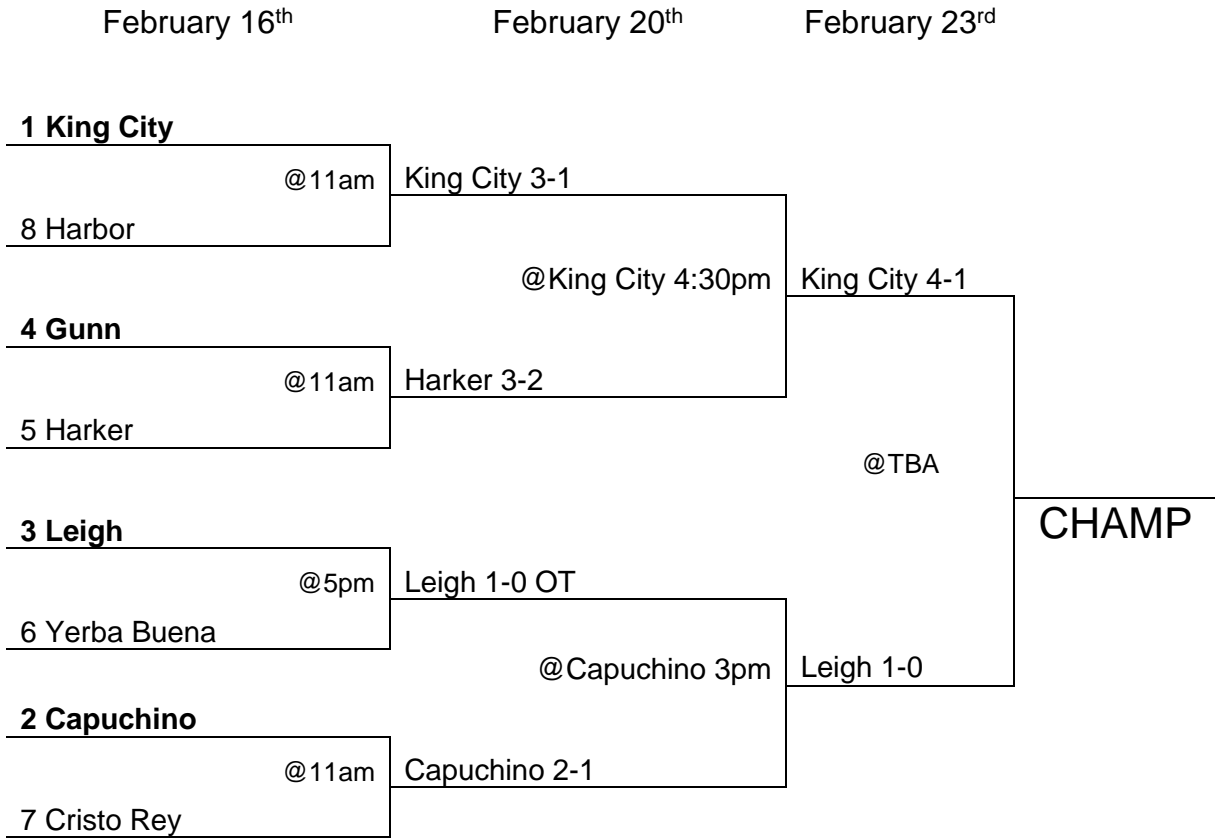 February 16th
February 20th
February 23rd
1 King City
@11am
King City 3-1
8 Harbor
@King City 4:30pm
King City 4-1
4 Gunn
@11am
Harker 3-2
5 Harker
@TBA
CHAMP
3 Leigh
@5pm
Leigh 1-0 OT
6 Yerba Buena
@Capuchino 3pm
Leigh 1-0
2 Capuchino
@11am
Capuchino 2-1
7 Cristo Rey